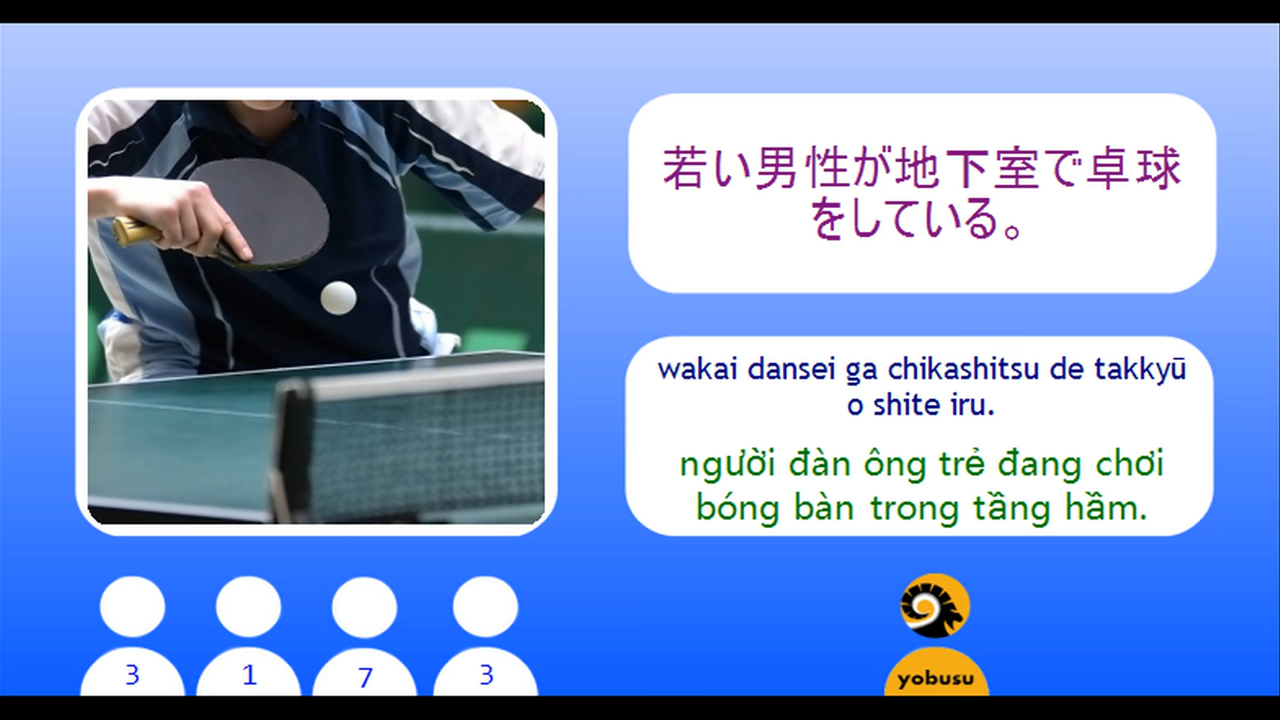 若い男性が地下室で卓球
をしている。
wakai dansei ga chikashitsu de takkyū
o shite iru.
người đàn ông trẻ đang chơi
bóng bàn trong tầng hầm.
3 1 7 3
yobusu